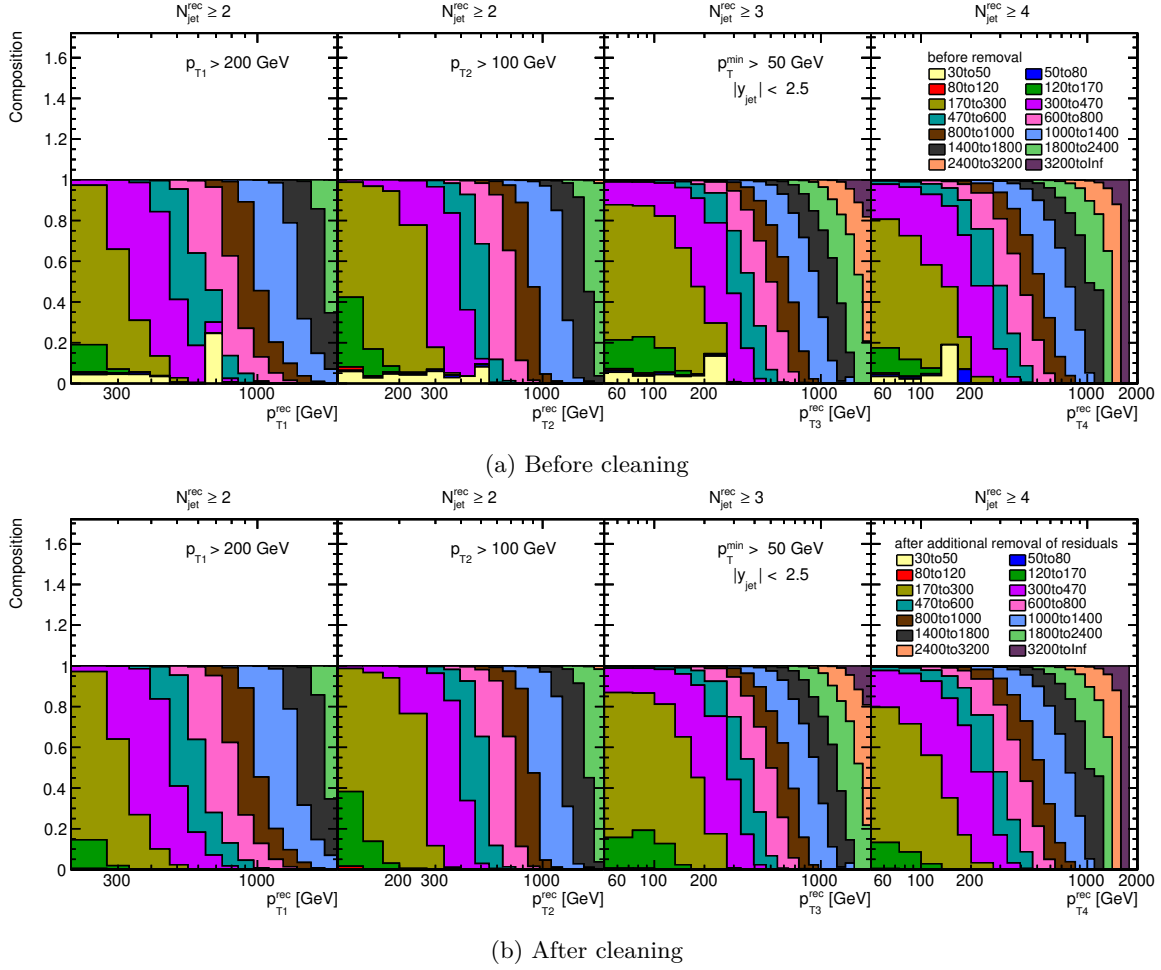 N_jet^rec ≥ 2 N_jet^rec ≥ 2 N_jet^rec ≥ 3 N_jet^rec ≥ 4
Composition
p_T1 > 200 GeV p_T2 > 100 GeV p_T^min > 50 GeV before removal
|y_jet| < 2.5
30to50 50to80
80to120 120to170
170to300 300to470
470to600 600to800
800to1000 1000to1400
1400to1800 1800to2400
2400to3200 3200toInf
1.6
1.4
1.2
1
0.8
0.6
0.4
0.2
0
300 1000 200 300 1000 60 100 200 1000 60 100 200 1000 2000
p_T1^rec [GeV] p_T2^rec [GeV] p_T3^rec [GeV] p_T4^rec [GeV]
(a) Before cleaning
N_jet^rec ≥ 2 N_jet^rec ≥ 2 N_jet^rec ≥ 3 N_jet^rec ≥ 4
Composition
p_T1 > 200 GeV p_T2 > 100 GeV p_T^min > 50 GeV after additional removal of residuals
|y_jet| < 2.5
30to50 50to80
80to120 120to170
170to300 300to470
470to600 600to800
800to1000 1000to1400
1400to1800 1800to2400
2400to3200 3200toInf
1.6
1.4
1.2
1
0.8
0.6
0.4
0.2
0
300 1000 200 300 1000 60 100 200 1000 60 100 200 1000 2000
p_T1^rec [GeV] p_T2^rec [GeV] p_T3^rec [GeV] p_T4^rec [GeV]
(b) After cleaning